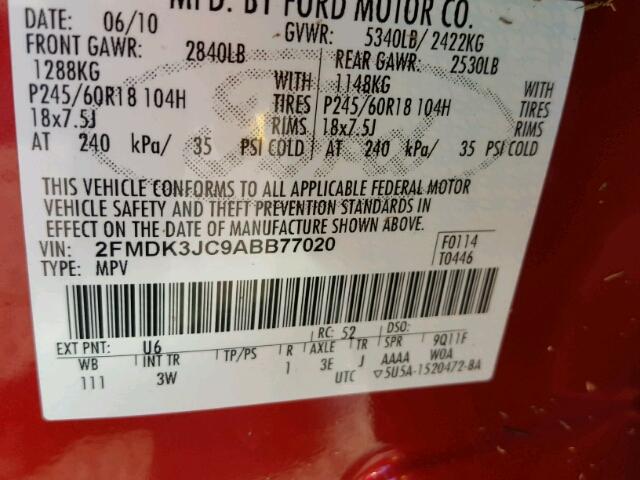 MFD. BY FORD MOTOR CO.
DATE: 06/10 GVWR: 5340LB/ 2422KG
FRONT GAWR: 2840LB REAR GAWR: 2530LB
1288KG WITH 1148KG WITH
P245/60R18 104H TIRES P245/60R18 104H TIRES
18x7.5J RIMS 18x7.5J RIMS
AT 240 kPa/ 35 PSI COLD AT 240 kPa/ 35 PSI COLD
THIS VEHICLE CONFORMS TO ALL APPLICABLE FEDERAL MOTOR
VEHICLE SAFETY AND THEFT PREVENTION STANDARDS IN
EFFECT ON THE DATE OF MANUFACTURE SHOWN ABOVE.
VIN: 2FMDK3JC9ABB77020 F0114
TYPE: MPV T0446
EXT PNT: U6 RC: 52 DSO:
WB INT TR TP/PS R AXLE TR SPR 9Q11F
111 3W 1 3E J AAAA W0A
UTC ▽5U5A-1520472-BA